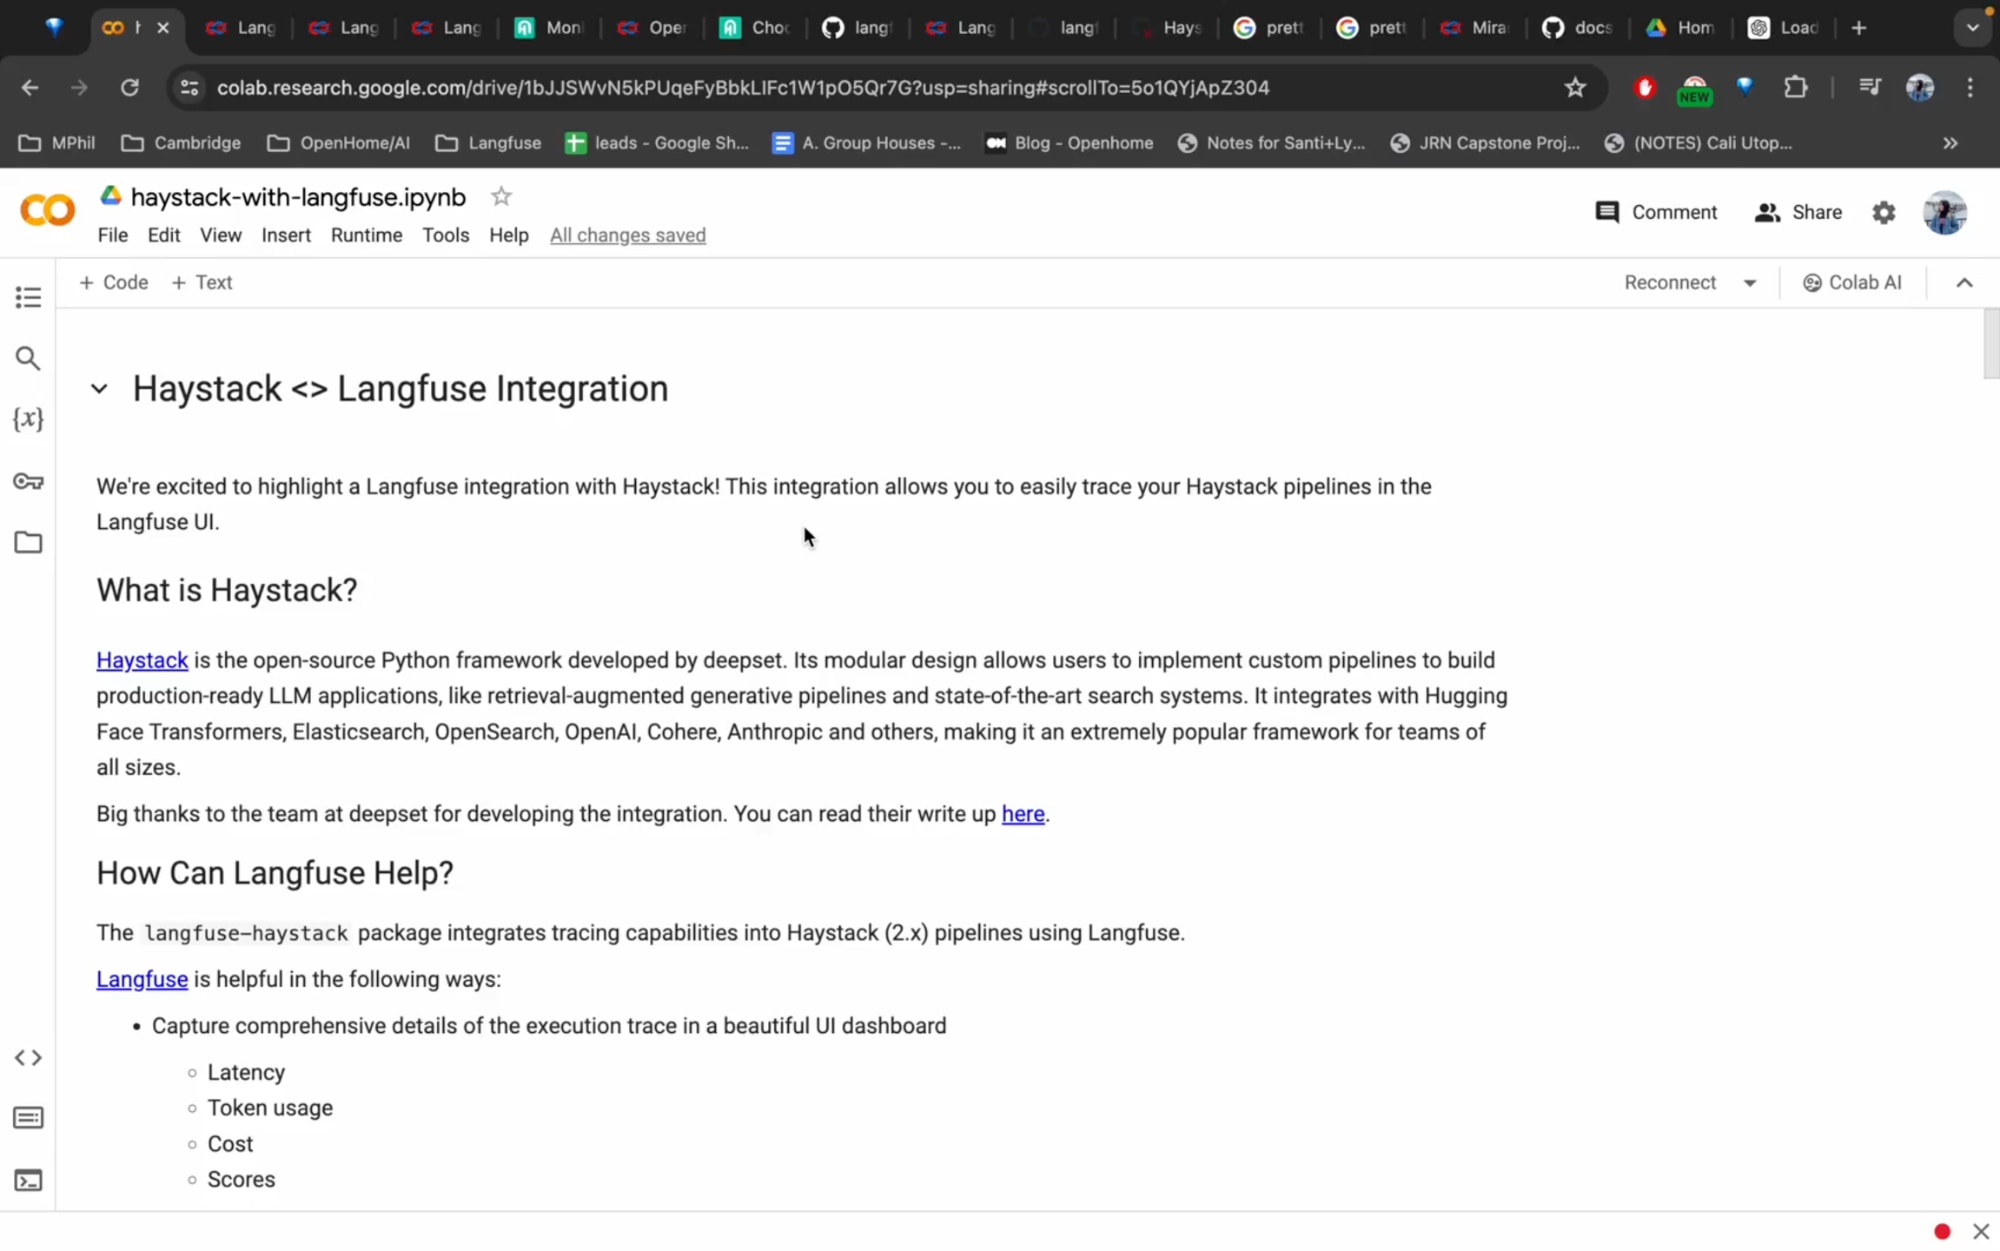 Lang Lang Lang Mon Oper Choc lang Lang lang Hays prett prett Mira docs Hom Load
colab.research.google.com/drive/1bJJSWvN5kPUqeFyBbkLIFc1W1pO5Qr7G?usp=sharing#scrollTo=5o1QYjApZ304
NEW
MPhil Cambridge OpenHome/AI Langfuse leads - Google Sh... A. Group Houses -... Blog - Openhome Notes for Santi+Ly... JRN Capstone Proj... (NOTES) Cali Utop...
haystack-with-langfuse.ipynb
Comment Share
File Edit View Insert Runtime Tools Help All changes saved
+ Code + Text Reconnect Colab AI
Haystack <> Langfuse Integration
We're excited to highlight a Langfuse integration with Haystack! This integration allows you to easily trace your Haystack pipelines in the
Langfuse UI.
What is Haystack?
Haystack is the open-source Python framework developed by deepset. Its modular design allows users to implement custom pipelines to build
production-ready LLM applications, like retrieval-augmented generative pipelines and state-of-the-art search systems. It integrates with Hugging
Face Transformers, Elasticsearch, OpenSearch, OpenAI, Cohere, Anthropic and others, making it an extremely popular framework for teams of
all sizes.
Big thanks to the team at deepset for developing the integration. You can read their write up here.
How Can Langfuse Help?
The langfuse-haystack package integrates tracing capabilities into Haystack (2.x) pipelines using Langfuse.
Langfuse is helpful in the following ways:
• Capture comprehensive details of the execution trace in a beautiful UI dashboard
○ Latency
○ Token usage
○ Cost
○ Scores